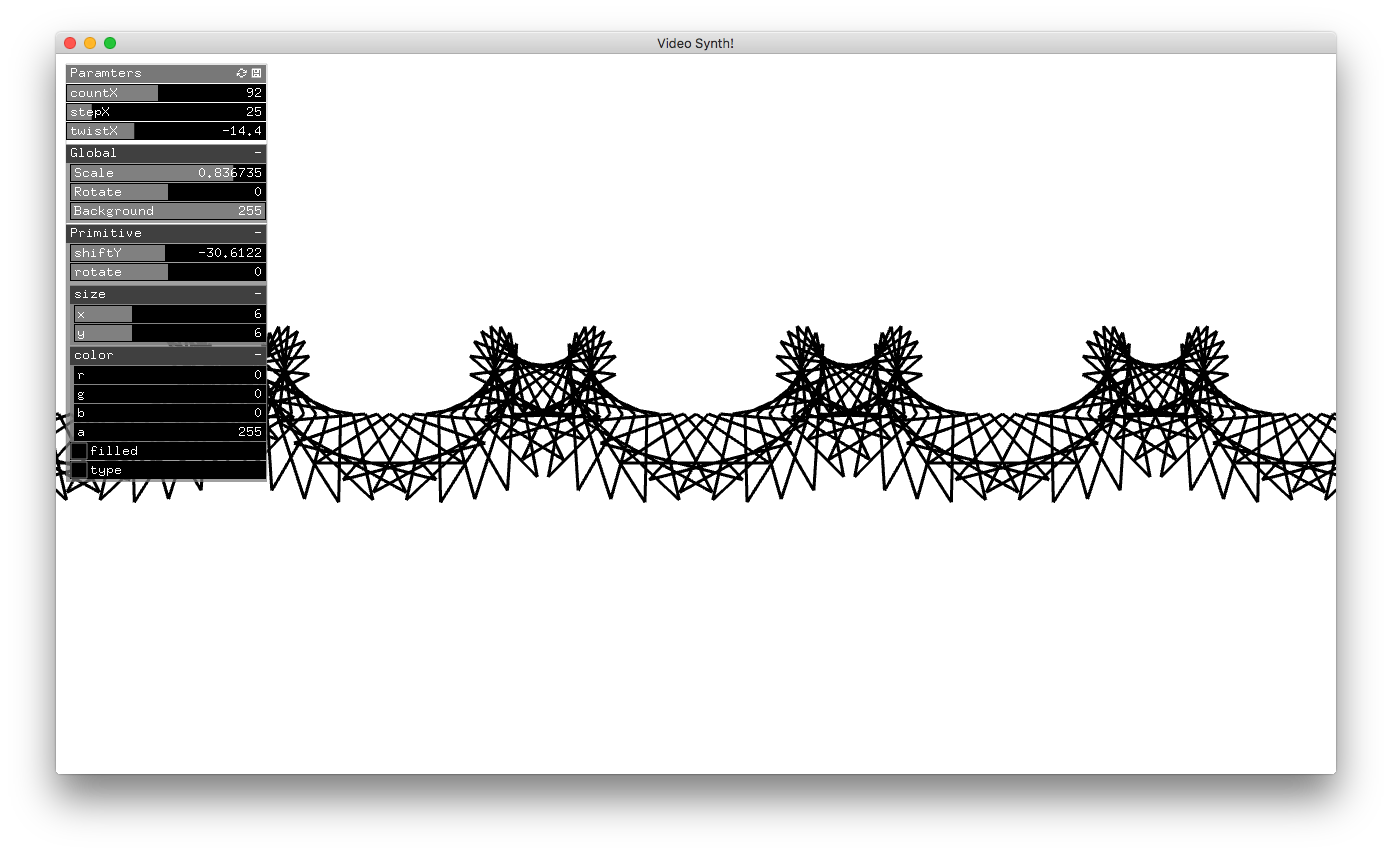 Video Synth!
Paramters
countX 92
stepX 25
twistX -14.4
Global -
Scale 0.836735
Rotate 0
Background 255
Primitive -
shiftY -30.6122
rotate 0
size -
x 6
y 6
color -
r 0
g 0
b 0
a 255
filled
type